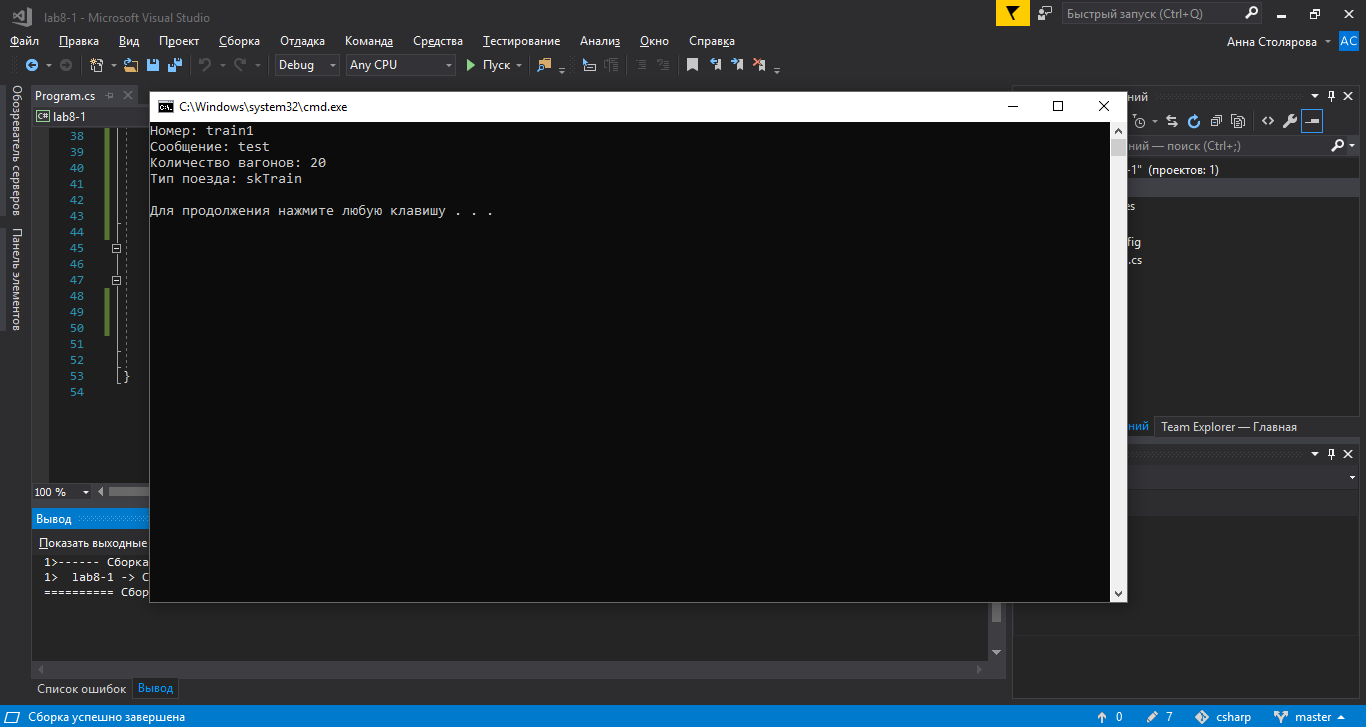 lab8-1 - Microsoft Visual Studio
Быстрый запуск (Ctrl+Q)
Файл Правка Вид Проект Сборка Отладка Команда Средства Тестирование Анализ Окно Справка
Анна Столярова АС
Debug Any CPU Пуск
Обозреватель серверов
Панель элементов
Program.cs
C# lab8-1
38
39
40
41
42
43
44
45
46
47
48
49
50
51
52
53 }
54
100 %
C:\Windows\system32\cmd.exe
Номер: train1
Сообщение: test
Количество вагонов: 20
Тип поезда: skTrain
Для продолжения нажмите любую клавишу . . .
ний
ний — поиск (Ctrl+;)
-1" (проектов: 1)
es
fig
.cs
ний Team Explorer — Главная
Вывод
Показать выходные
1>------ Сборка
1> lab8-1 -> C
========== Сбор
Список ошибок Вывод
Сборка успешно завершена
0 7 csharp master